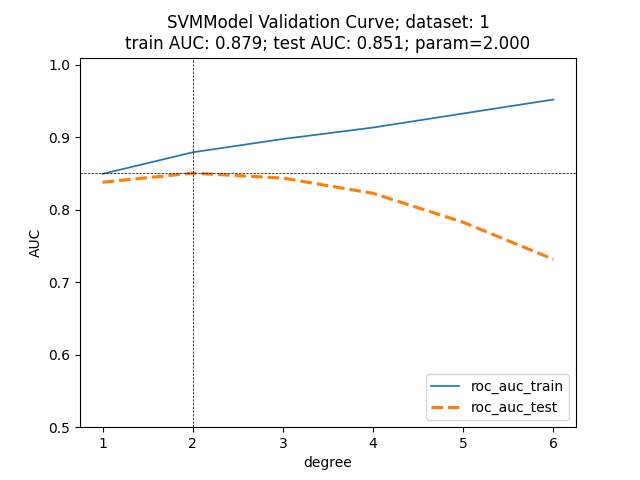 SVMModel Validation Curve; dataset: 1
train AUC: 0.879; test AUC: 0.851; param=2.000
1.0
0.9
0.8
0.7
0.6
0.5
AUC
roc_auc_train
roc_auc_test
1 2 3 4 5 6
degree